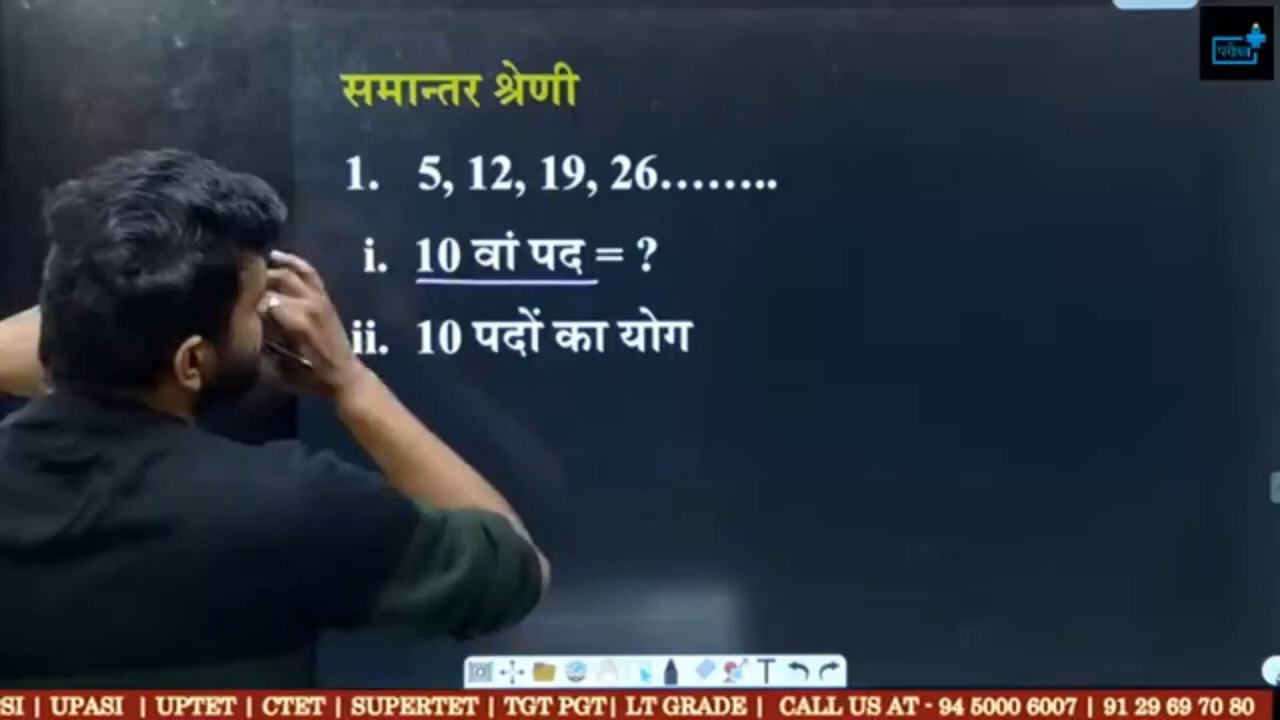 परीक्षा
समान्तर श्रेणी
1. 5, 12, 19, 26........
i. 10 वां पद = ?
ii. 10 पदों का योग
SI | UPASI | UPTET | CTET | SUPERTET | TGT PGT| LT GRADE | CALL US AT - 94 5000 6007 | 91 29 69 70 80